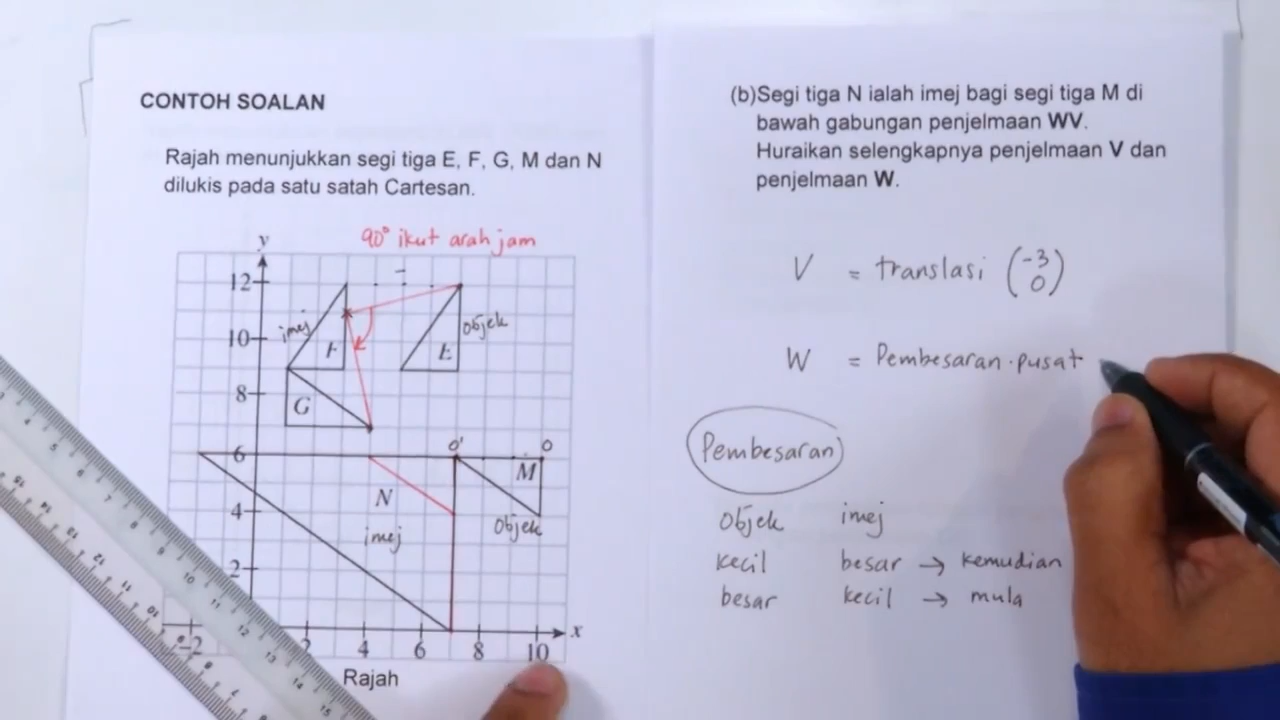 CONTOH SOALAN
Rajah menunjukkan segi tiga E, F, G, M dan N
dilukis pada satu satah Cartesan.
90° ikut arah jam
y
12
10
8
6
4
2
-2
2
4
6
8
10
x
imej
F
objek
E
G
O'
O
M
N
imej
objek
Rajah
(b)Segi tiga N ialah imej bagi segi tiga M di
bawah gabungan penjelmaan WV.
Huraikan selengkapnya penjelmaan V dan
penjelmaan W.
V = translasi (-3
0)
W = Pembesaran.pusat
Pembesaran
objek imej
kecil besar → kemudian
besar kecil → mula